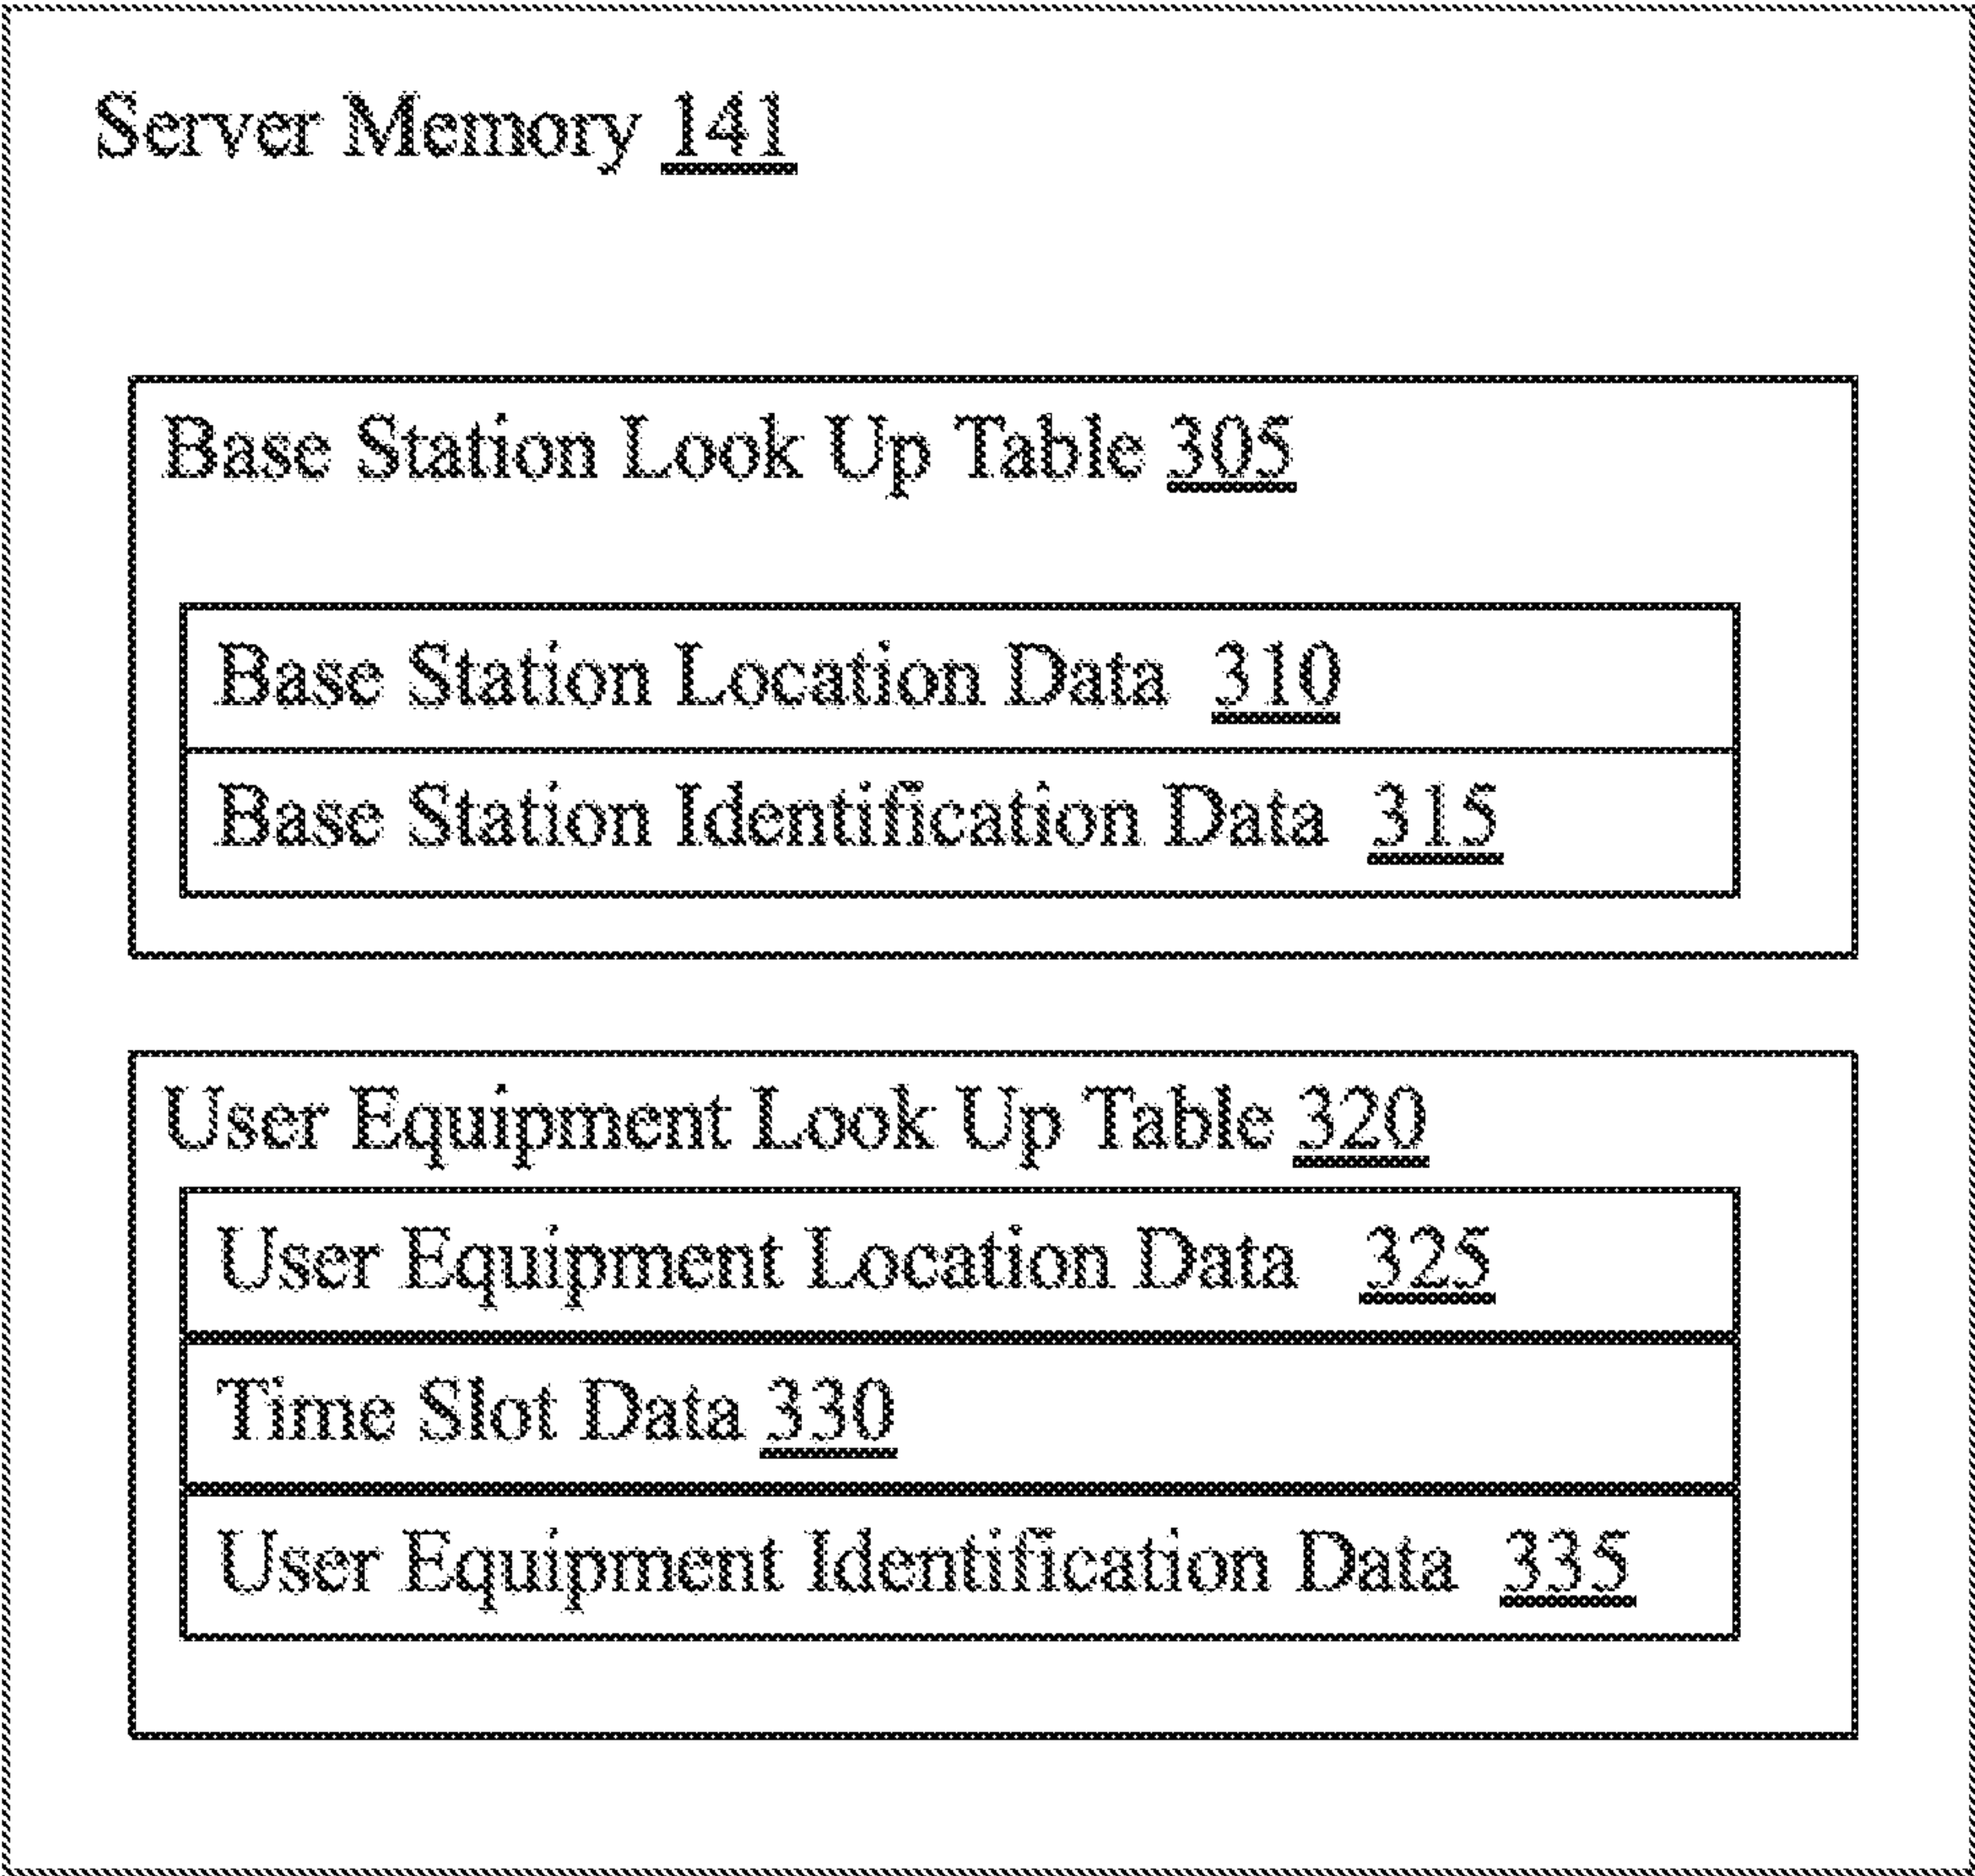 Server Memory 141
Base Station Look Up Table 305
Base Station Location Data 310
Base Station Identification Data 315
User Equipment Look Up Table 320
User Equipment Location Data 325
Time Slot Data 330
User Equipment Identification Data 335